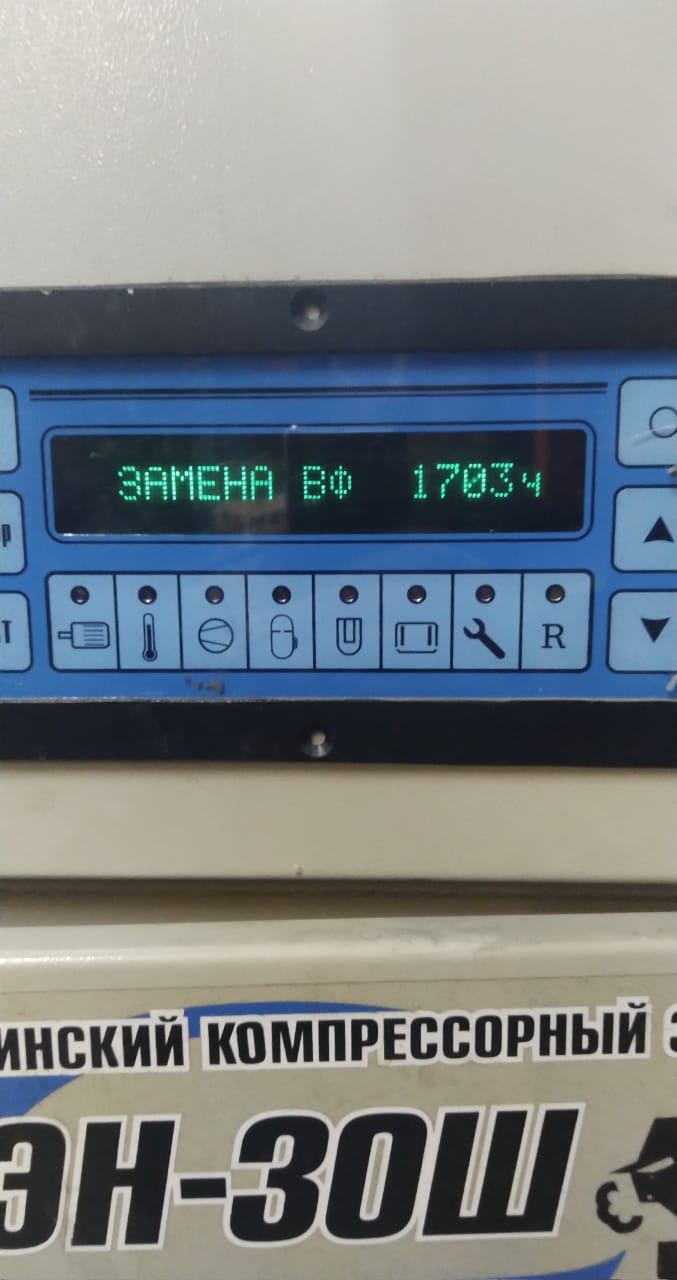 ЗАМЕНА ВФ 1703ч
R
ИНСКИЙ КОМПРЕССОРНЫЙ З
ЭН-30Ш